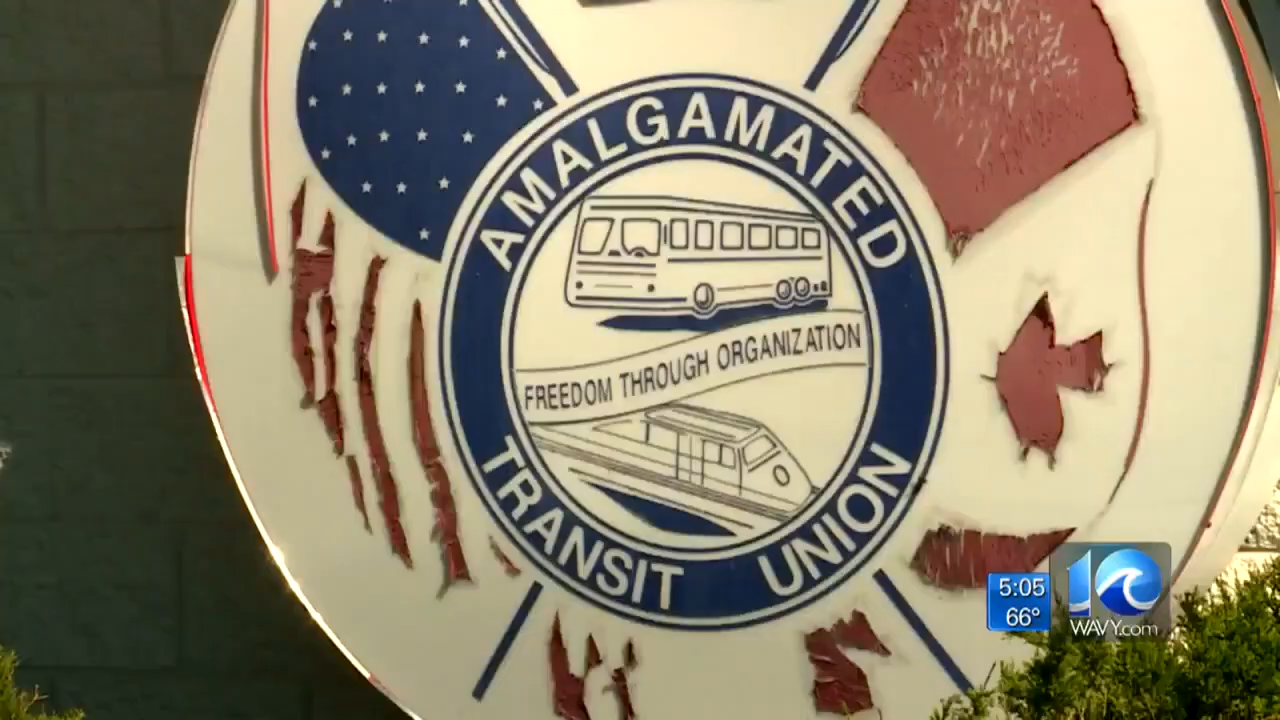 AMALGAMATED
FREEDOM THROUGH ORGANIZATION
TRANSIT UNION
5:05
66°
10
WAVY.com